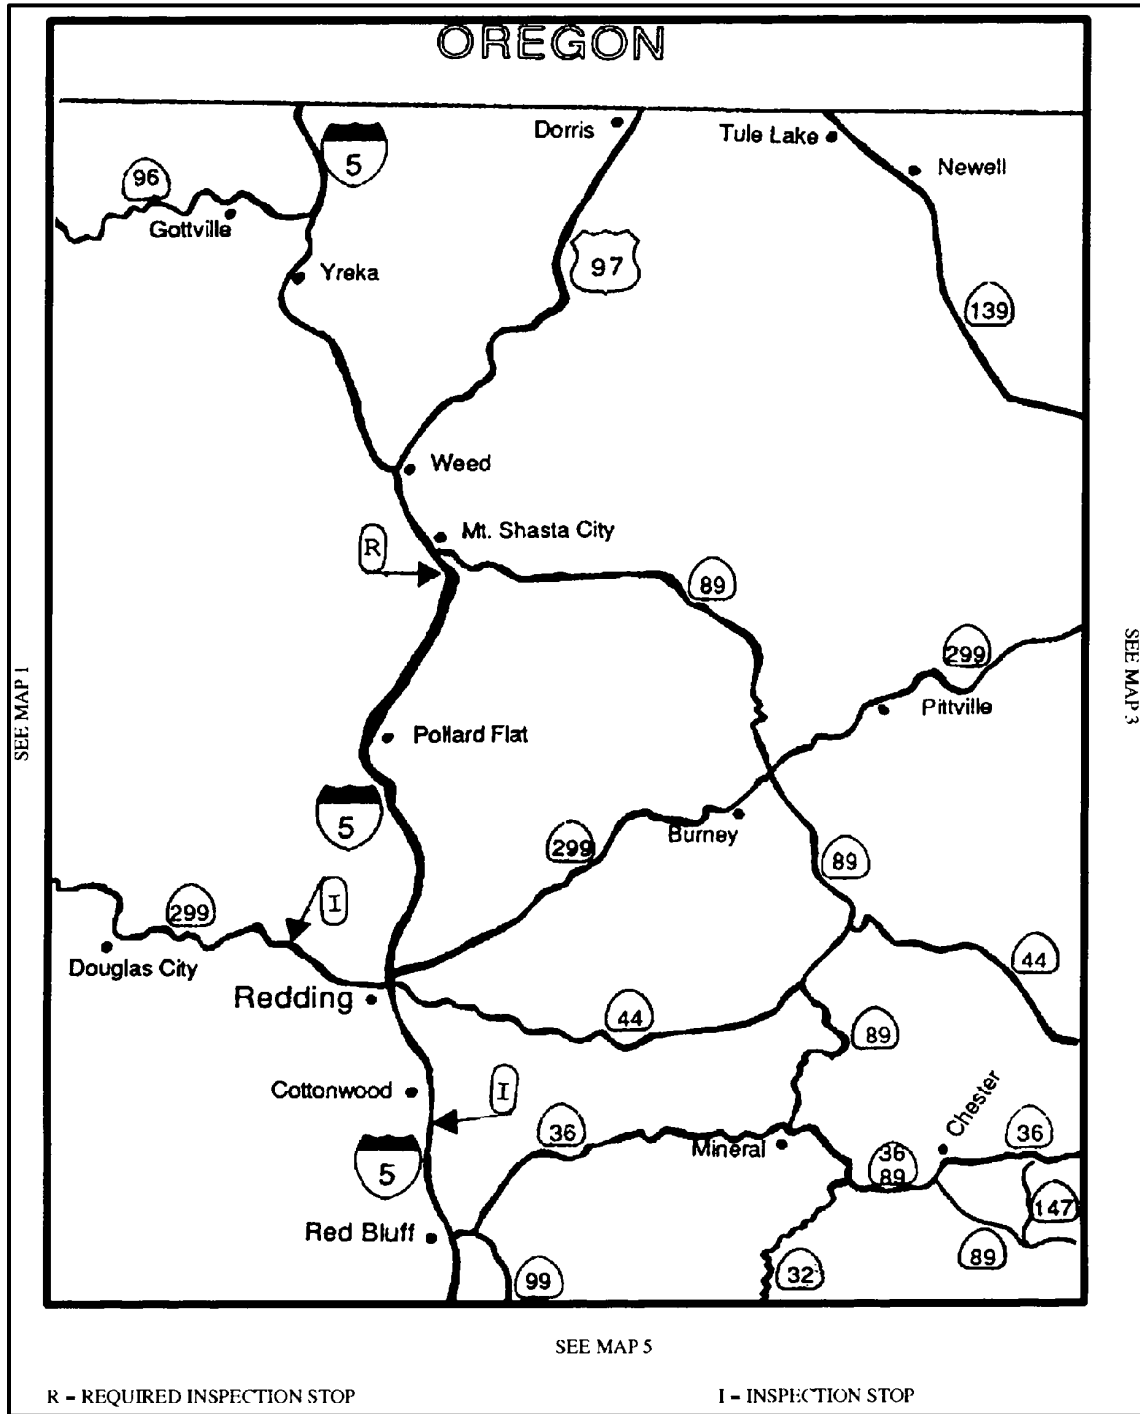 OREGON
Dorris
Tule Lake
5
Newell
96
Gottville
97
Yreka
139
Weed
Mt. Shasta City
R
89
SEE MAP 1
SEE MAP 3
299
Pittville
Pollard Flat
5
Burney
299
89
I
299
Douglas City
44
Redding
44
89
Cottonwood
I
Chester
36
36
Mineral
36
89
5
147
Red Bluff
89
99
32
SEE MAP 5
R - REQUIRED INSPECTION STOP
I - INSPECTION STOP